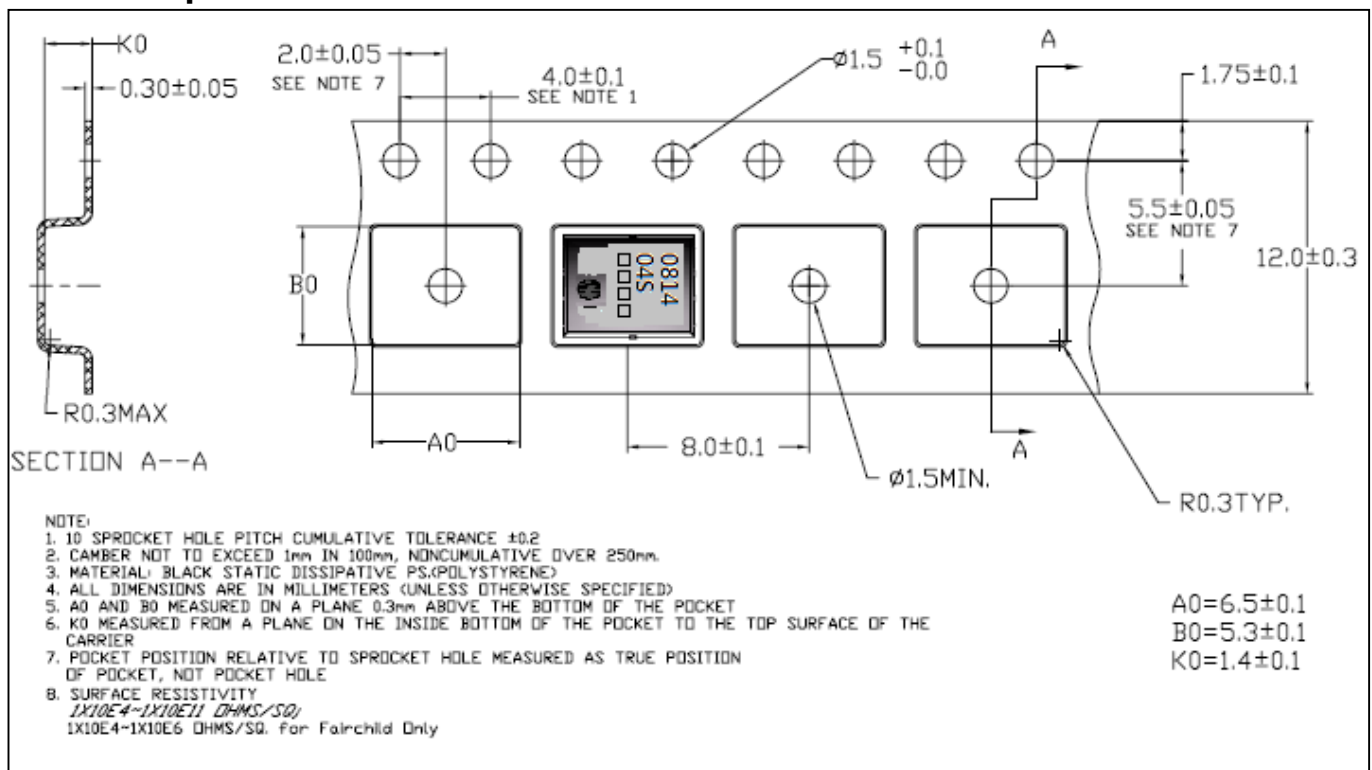 K0
0.30±0.05
2.0±0.05
SEE NOTE 7
4.0±0.1
SEE NOTE 1
Ø1.5 +0.1
-0.0
A
1.75±0.1
5.5±0.05
SEE NOTE 7
12.0±0.3
B0
0814
04S
R0.3MAX
A0
8.0±0.1
A
Ø1.5MIN.
R0.3TYP.
SECTION A--A
NOTE:
1. 10 SPROCKET HOLE PITCH CUMULATIVE TOLERANCE ±0.2
2. CAMBER NOT TO EXCEED 1mm IN 100mm, NONCUMULATIVE OVER 250mm.
3. MATERIAL: BLACK STATIC DISSIPATIVE PS.(POLYSTYRENE)
4. ALL DIMENSIONS ARE IN MILLIMETERS (UNLESS OTHERWISE SPECIFIED)
5. A0 AND B0 MEASURED ON A PLANE 0.3mm ABOVE THE BOTTOM OF THE POCKET
6. K0 MEASURED FROM A PLANE ON THE INSIDE BOTTOM OF THE POCKET TO THE TOP SURFACE OF THE
CARRIER
7. POCKET POSITION RELATIVE TO SPROCKET HOLE MEASURED AS TRUE POSITION
OF POCKET, NOT POCKET HOLE
8. SURFACE RESISTIVITY
1X10E4~1X10E11 OHMS/SQ;
1X10E4~1X10E6 OHMS/SQ. for Fairchild Only
A0=6.5±0.1
B0=5.3±0.1
K0=1.4±0.1